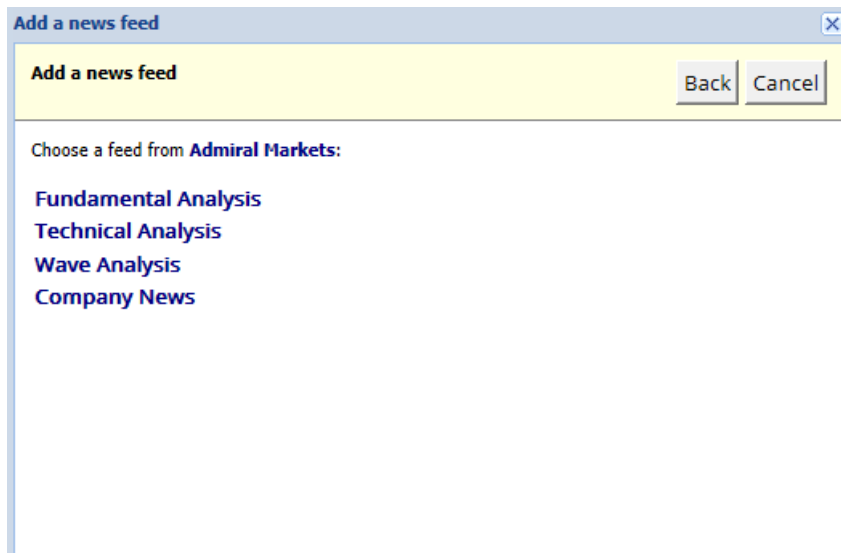 Add a news feed
Add a news feed
Back Cancel
Choose a feed from Admiral Markets:
Fundamental Analysis
Technical Analysis
Wave Analysis
Company News